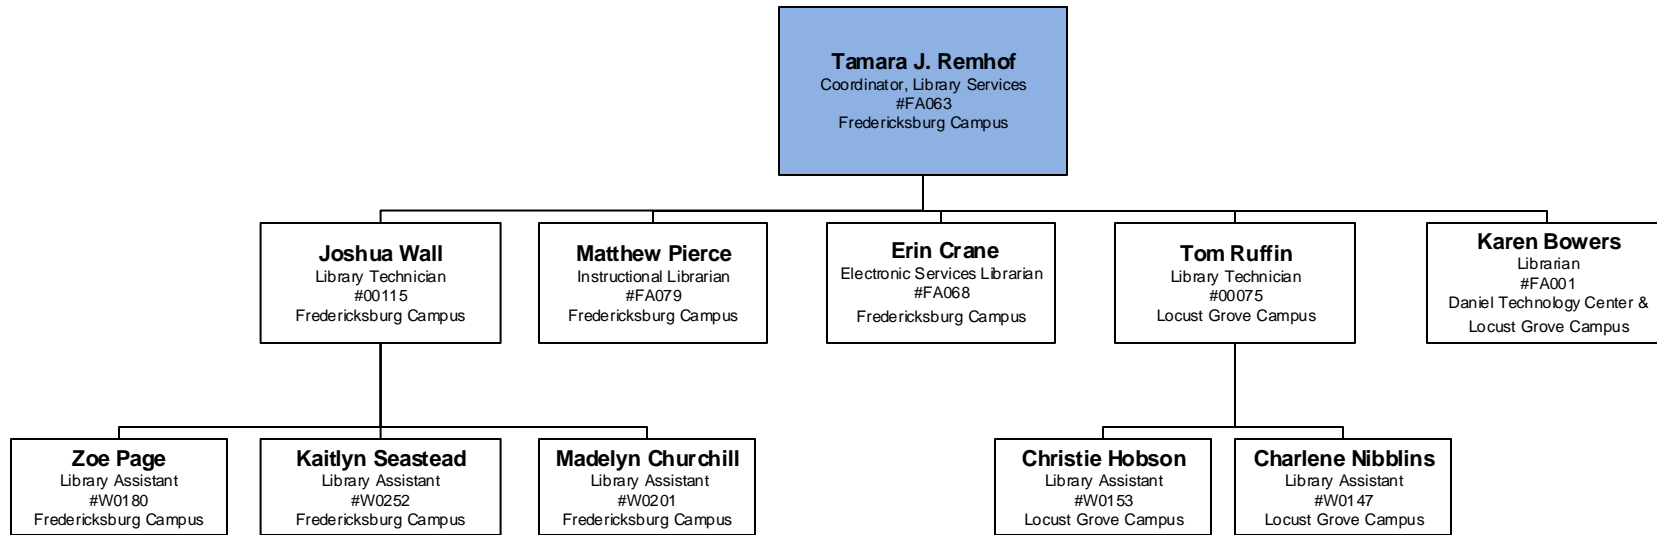 Tamara J. Remhof
Coordinator, Library Services
#FA063
Fredericksburg Campus
Joshua Wall
Library Technician
#00115
Fredericksburg Campus
Matthew Pierce
Instructional Librarian
#FA079
Fredericksburg Campus
Erin Crane
Electronic Services Librarian
#FA068
Fredericksburg Campus
Tom Ruffin
Library Technician
#00075
Locust Grove Campus
Karen Bowers
Librarian
#FA001
Daniel Technology Center &
Locust Grove Campus
Zoe Page
Library Assistant
#W0180
Fredericksburg Campus
Kaitlyn Seastead
Library Assistant
#W0252
Fredericksburg Campus
Madelyn Churchill
Library Assistant
#W0201
Fredericksburg Campus
Christie Hobson
Library Assistant
#W0153
Locust Grove Campus
Charlene Nibblins
Library Assistant
#W0147
Locust Grove Campus